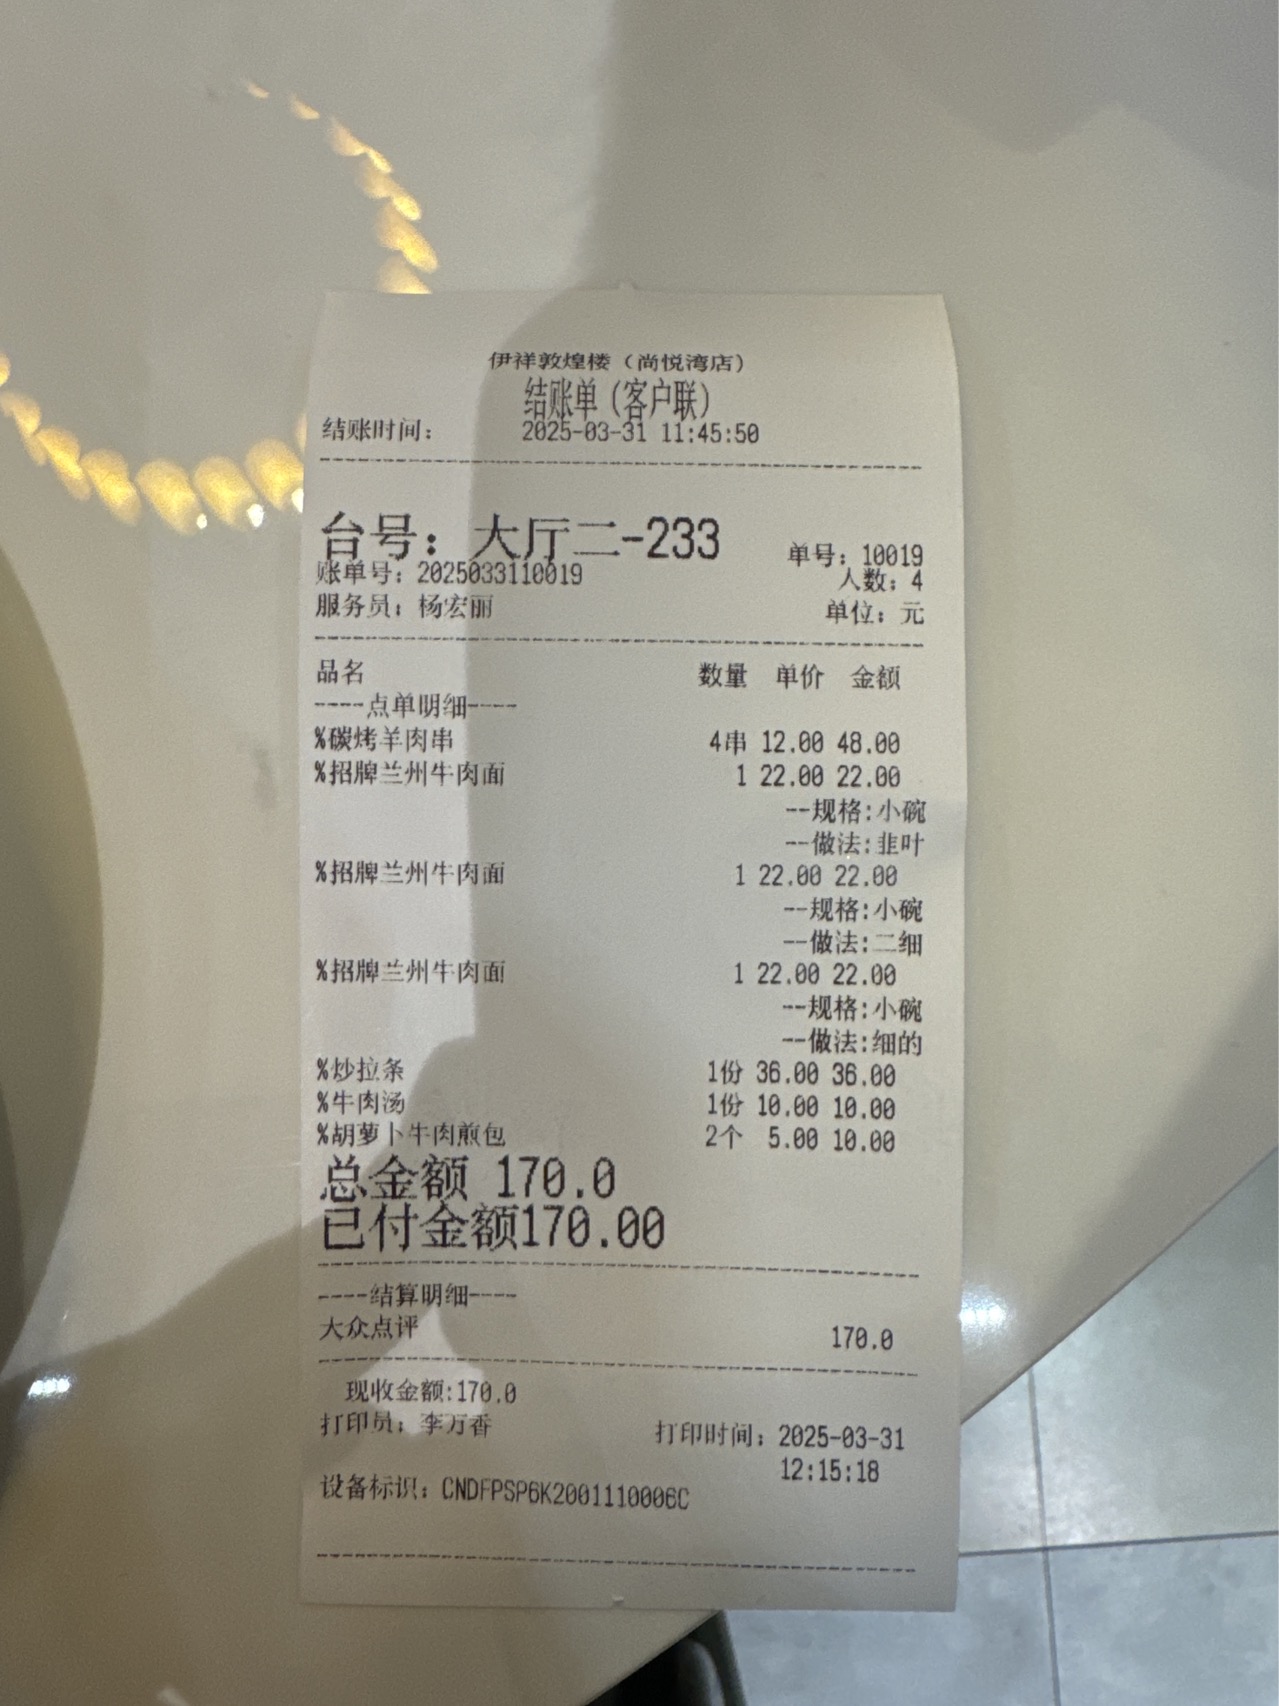 伊祥敦煌楼（尚悦湾店）
结账单（客户联）
结账时间： 2025-03-31 11:45:50
台号：大厅二-233 单号：10019
账单号：2025033110019 人数：4
服务员：杨宏丽 单位：元
品名 数量 单价 金额
----点单明细----
%碳烤羊肉串 4串 12.00 48.00
%招牌兰州牛肉面 1 22.00 22.00
--规格:小碗
--做法:韭叶
%招牌兰州牛肉面 1 22.00 22.00
--规格:小碗
--做法:二细
%招牌兰州牛肉面 1 22.00 22.00
--规格:小碗
--做法:细的
%炒拉条 1份 36.00 36.00
%牛肉汤 1份 10.00 10.00
%胡萝卜牛肉煎包 2个 5.00 10.00
总金额 170.0
已付金额170.00
----结算明细----
大众点评 170.0
现收金额:170.0
打印员：李万香 打印时间：2025-03-31
12:15:18
设备标识：CNDFPSP6K2001110006C